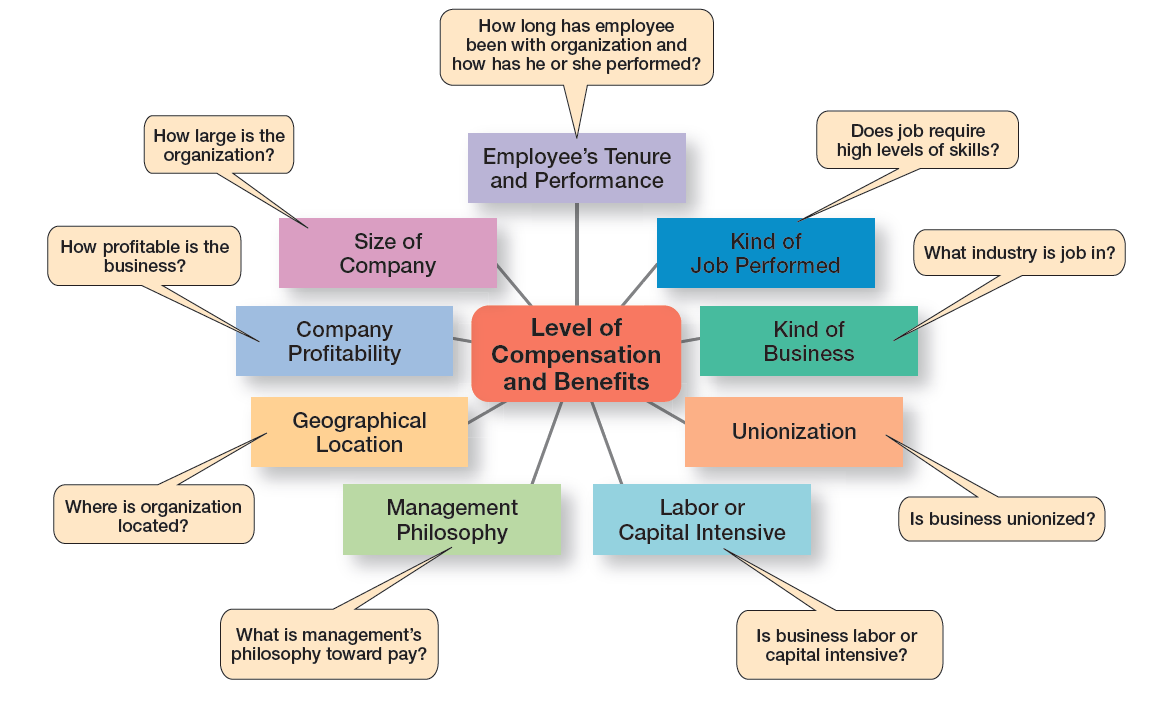 How long has employee
been with organization and
how has he or she performed?
Employee's Tenure
and Performance
How large is the
organization?
Size of
Company
Does job require
high levels of skills?
Kind of
Job Performed
How profitable is the
business?
Company
Profitability
What industry is job in?
Kind of
Business
Level of
Compensation
and Benefits
Geographical
Location
Where is organization
located?
Unionization
Is business unionized?
Management
Philosophy
What is management's
philosophy toward pay?
Labor or
Capital Intensive
Is business labor or
capital intensive?